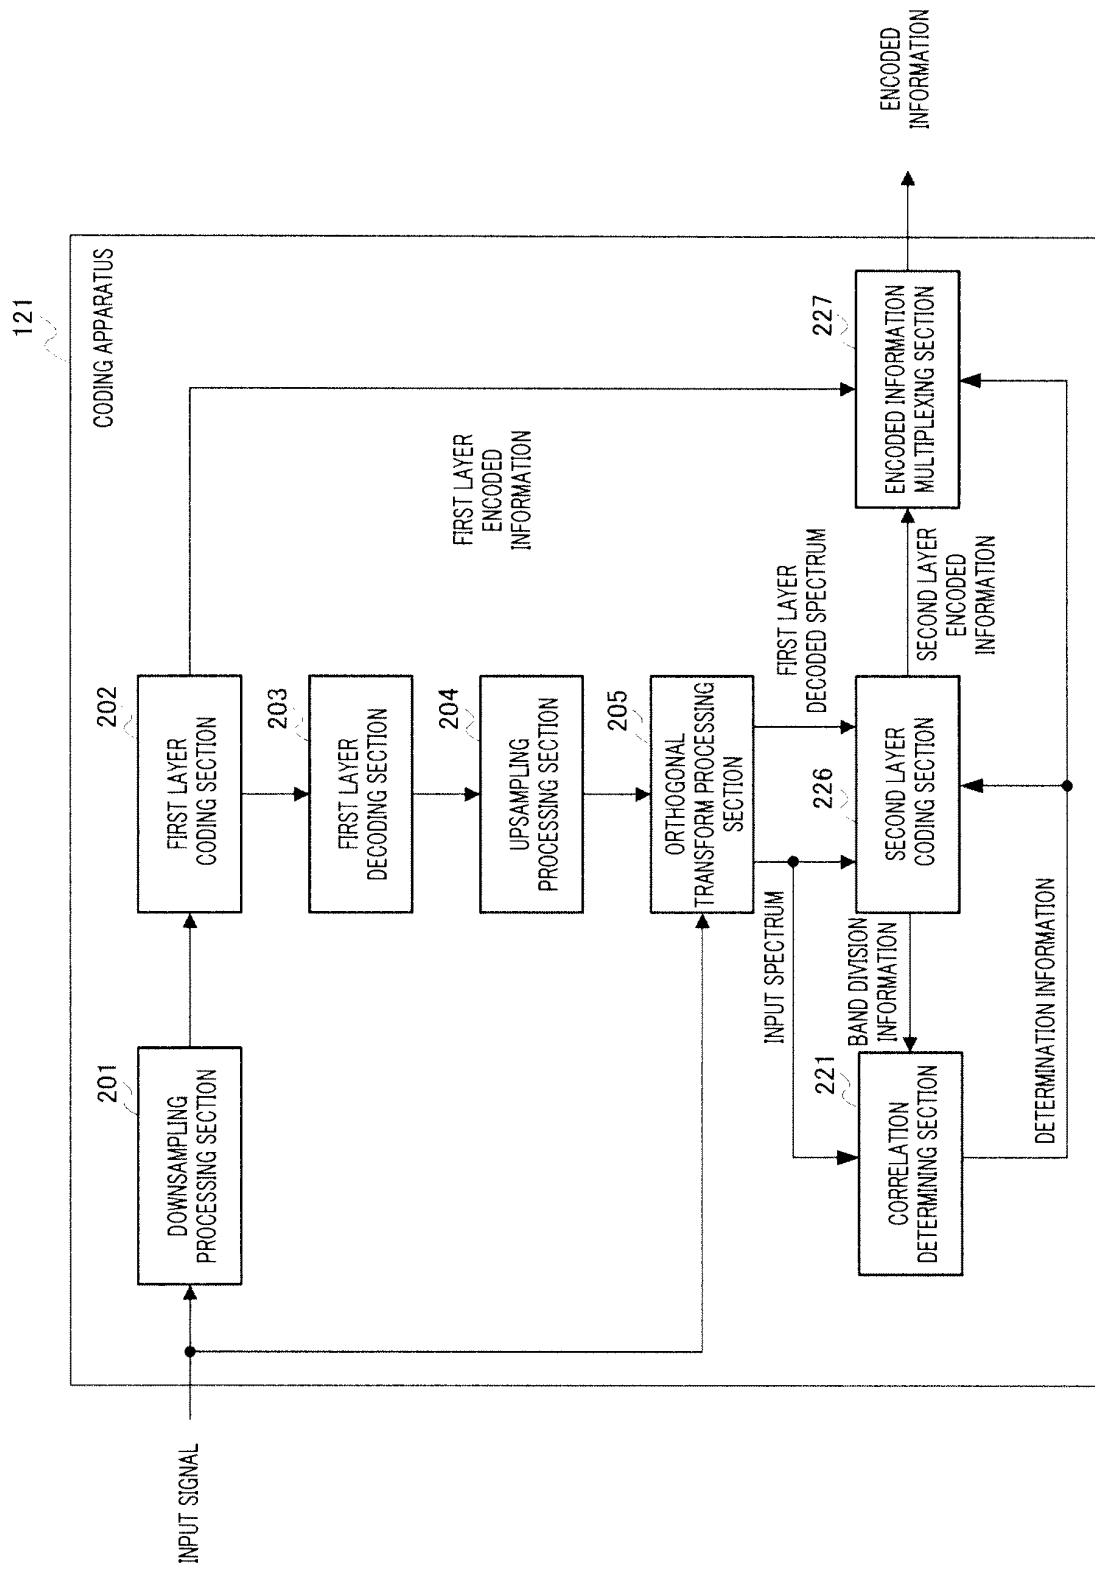 121
CODING APPARATUS
INPUT SIGNAL
201
DOWNSAMPLING
PROCESSING SECTION
202
FIRST LAYER
CODING SECTION
203
FIRST LAYER
DECODING SECTION
204
UPSAMPLING
PROCESSING SECTION
205
ORTHOGONAL
TRANSFORM PROCESSING
SECTION
FIRST LAYER
ENCODED
INFORMATION
INPUT SPECTRUM
FIRST LAYER
DECODED SPECTRUM
221
CORRELATION
DETERMINING SECTION
BAND DIVISION
INFORMATION
226
SECOND LAYER
CODING SECTION
SECOND LAYER
ENCODED
INFORMATION
227
ENCODED INFORMATION
MULTIPLEXING SECTION
ENCODED
INFORMATION
DETERMINATION INFORMATION